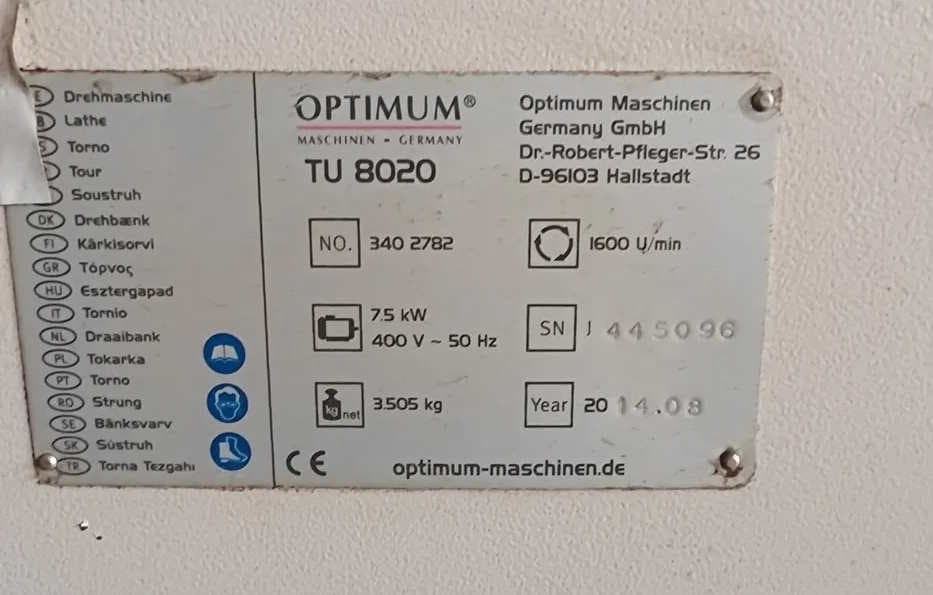 E Drehmaschine
B Lathe
S Torno
Tour
Soustruh
DK Drehbænk
FI Kärkisorvi
GR Τόρνος
HU Esztergapad
IT Tornio
NL Draaibank
PL Tokarka
PT Torno
RO Strung
SE Bänksvarv
SK Sústruh
TR Torna Tezgahı
OPTIMUM®
MASCHINEN - GERMANY
TU 8020
Optimum Maschinen
Germany GmbH
Dr.-Robert-Pfleger-Str. 26
D-96103 Hallstadt
NO. 340 2782
1600 U/min
7.5 kW
400 V ~ 50 Hz
SN J 445096
kg net 3.505 kg
Year 2014.08
CE optimum-maschinen.de